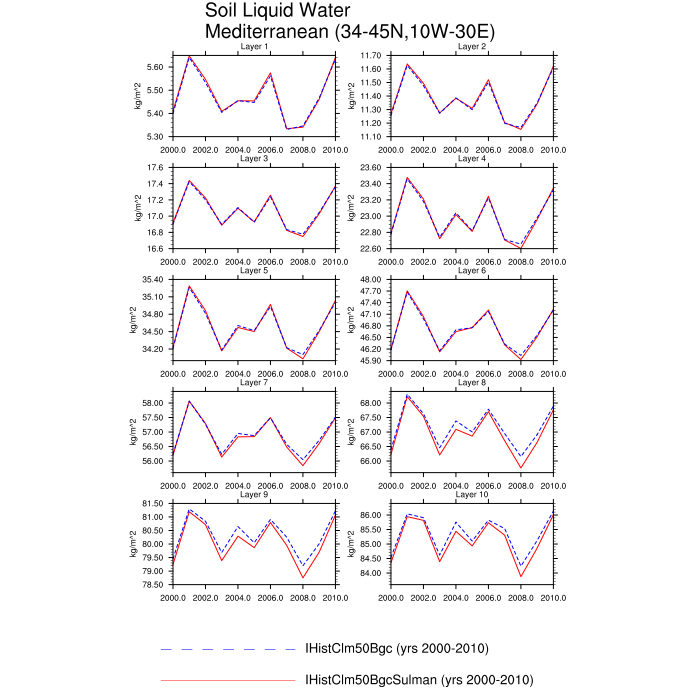 Soil Liquid Water
Mediterranean (34-45N,10W-30E)
Layer 1
kg/m^2
5.60
5.50
5.40
5.30
2000.0 2002.0 2004.0 2006.0 2008.0 2010.0
Layer 2
kg/m^2
11.70
11.60
11.50
11.40
11.30
11.20
11.10
2000.0 2002.0 2004.0 2006.0 2008.0 2010.0
Layer 3
kg/m^2
17.6
17.4
17.2
17.0
16.8
16.6
2000.0 2002.0 2004.0 2006.0 2008.0 2010.0
Layer 4
kg/m^2
23.60
23.40
23.20
23.00
22.80
22.60
2000.0 2002.0 2004.0 2006.0 2008.0 2010.0
Layer 5
kg/m^2
35.40
35.10
34.80
34.50
34.20
2000.0 2002.0 2004.0 2006.0 2008.0 2010.0
Layer 6
kg/m^2
48.00
47.70
47.40
47.10
46.80
46.50
46.20
45.90
2000.0 2002.0 2004.0 2006.0 2008.0 2010.0
Layer 7
kg/m^2
58.00
57.50
57.00
56.50
56.00
2000.0 2002.0 2004.0 2006.0 2008.0 2010.0
Layer 8
kg/m^2
68.00
67.50
67.00
66.50
66.00
2000.0 2002.0 2004.0 2006.0 2008.0 2010.0
Layer 9
kg/m^2
81.50
81.00
80.50
80.00
79.50
79.00
78.50
2000.0 2002.0 2004.0 2006.0 2008.0 2010.0
Layer 10
kg/m^2
86.00
85.50
85.00
84.50
84.00
2000.0 2002.0 2004.0 2006.0 2008.0 2010.0
IHistClm50Bgc (yrs 2000-2010)
IHistClm50BgcSulman (yrs 2000-2010)